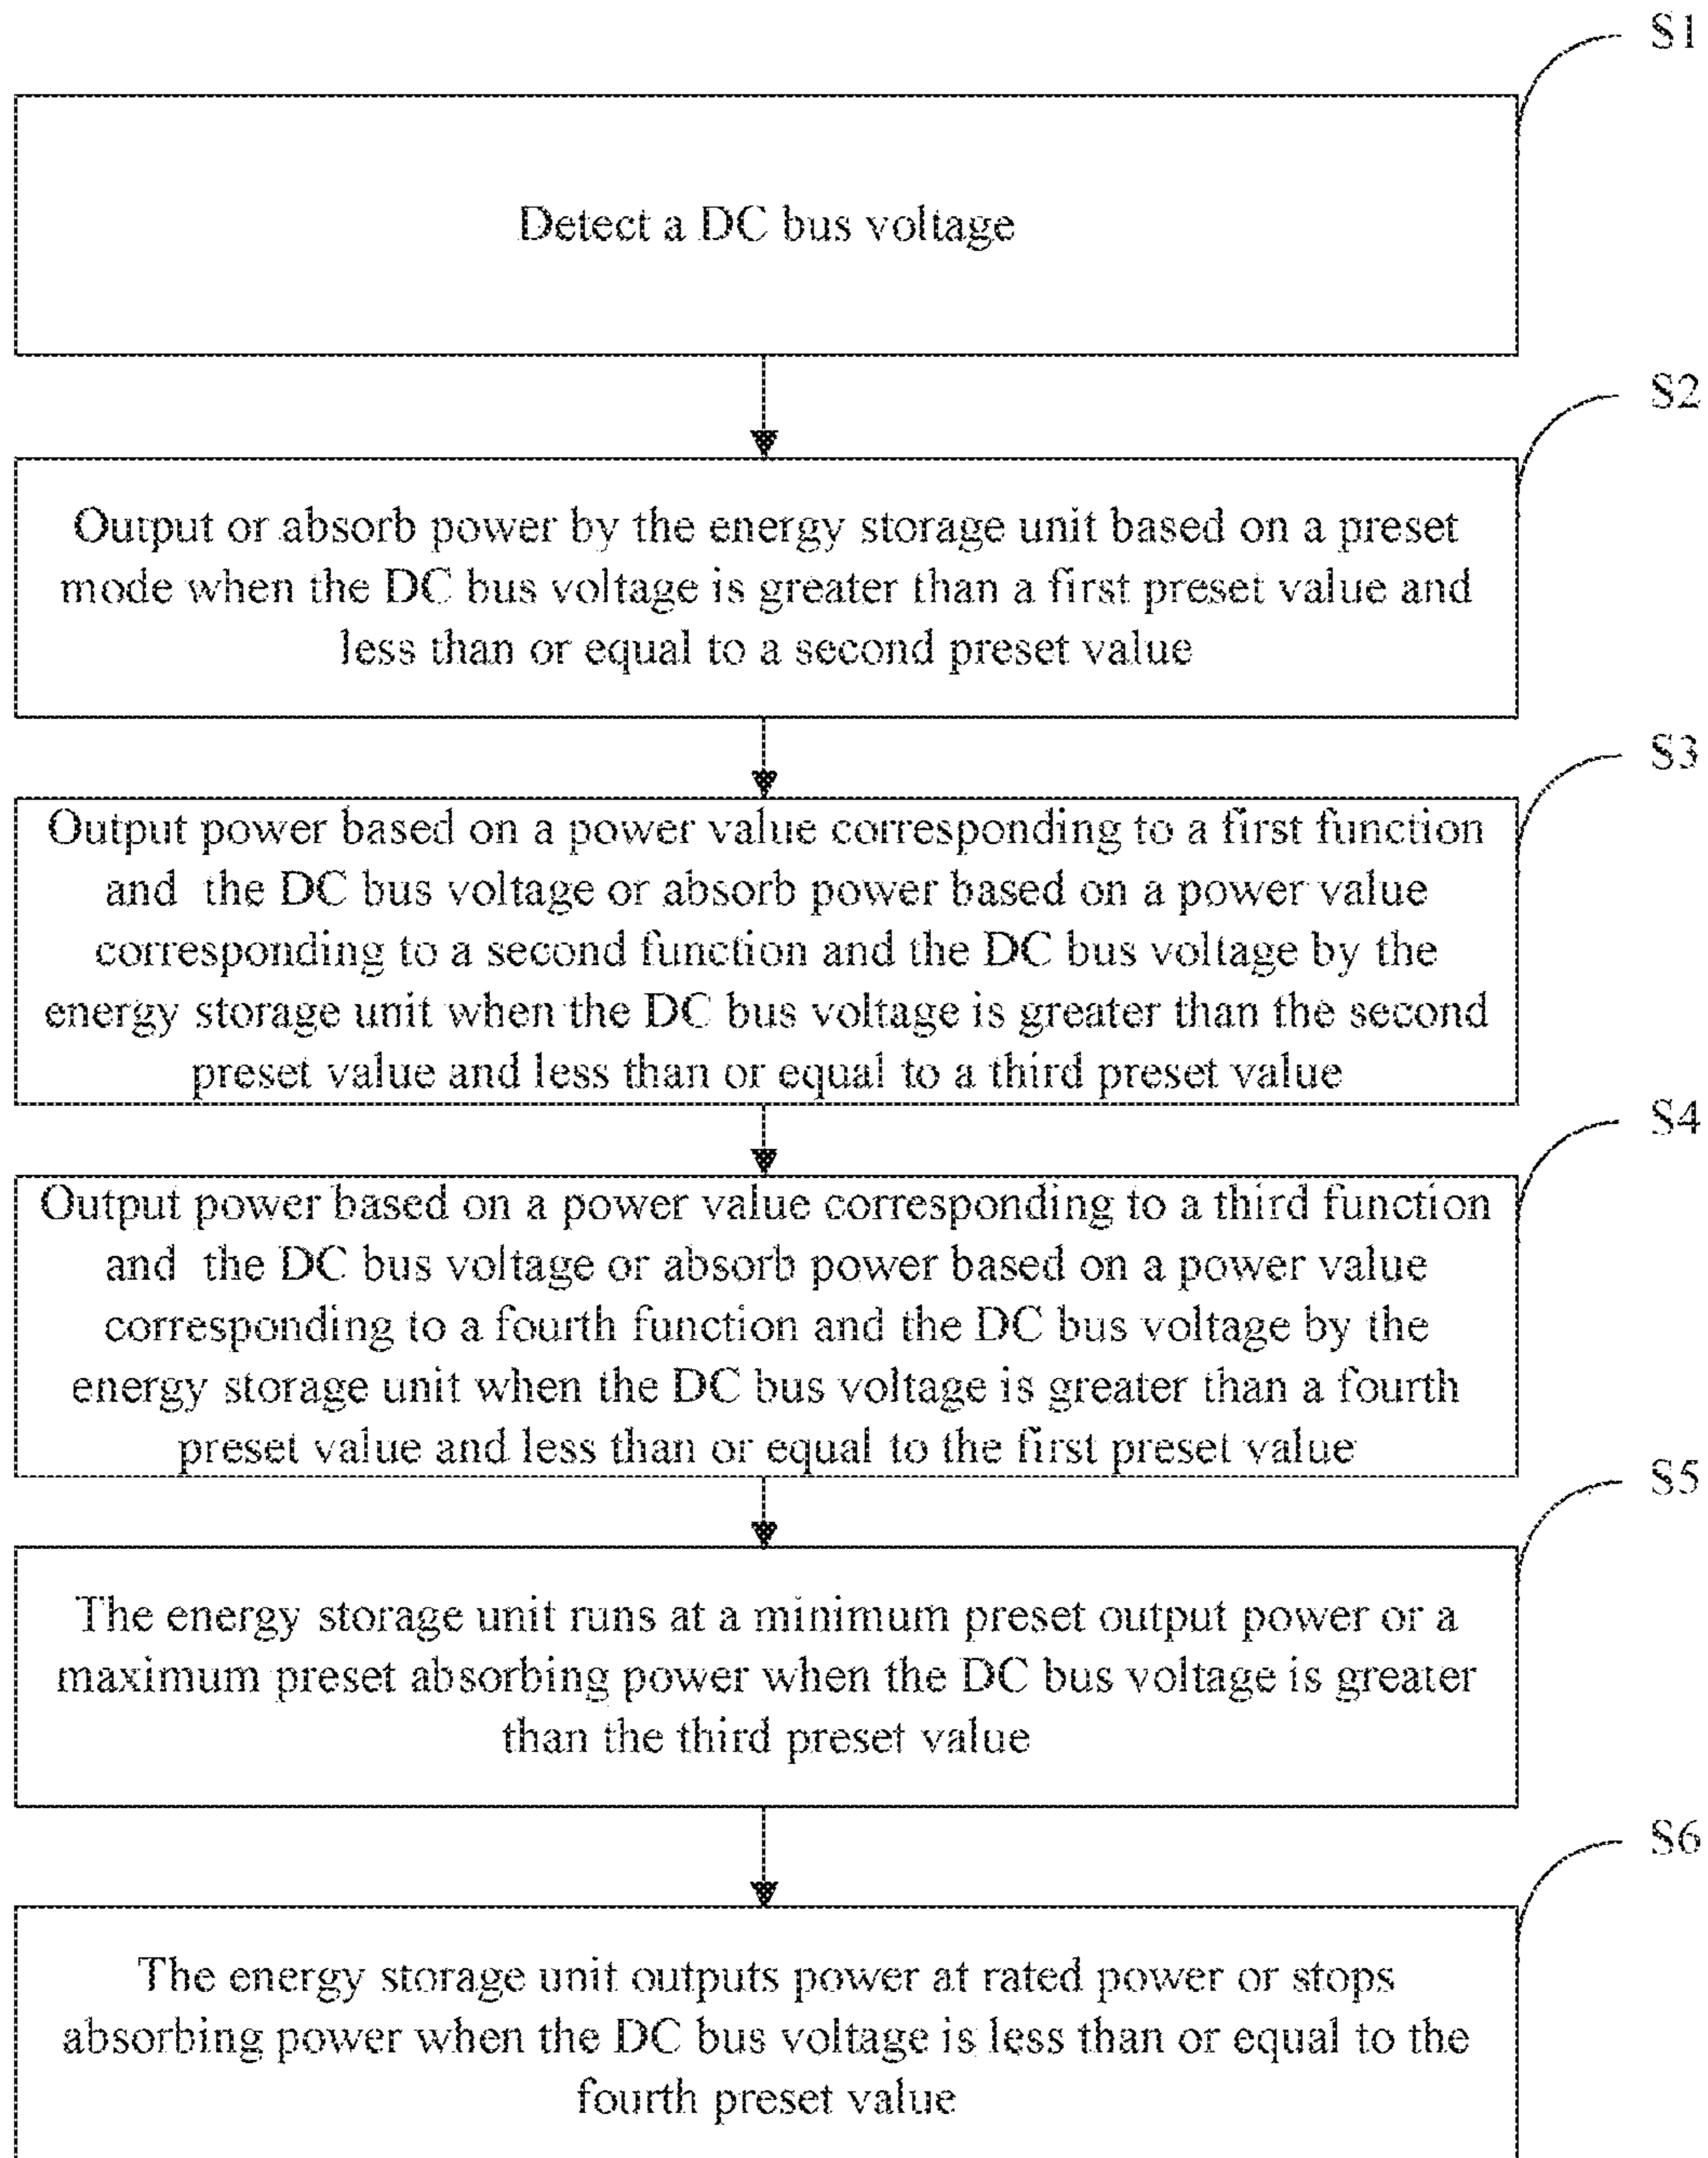 S1
Detect a DC bus voltage
S2
Output or absorb power by the energy storage unit based on a preset
mode when the DC bus voltage is greater than a first preset value and
less than or equal to a second preset value
S3
Output power based on a power value corresponding to a first function
and the DC bus voltage or absorb power based on a power value
corresponding to a second function and the DC bus voltage by the
energy storage unit when the DC bus voltage is greater than the second
preset value and less than or equal to a third preset value
S4
Output power based on a power value corresponding to a third function
and the DC bus voltage or absorb power based on a power value
corresponding to a fourth function and the DC bus voltage by the
energy storage unit when the DC bus voltage is greater than a fourth
preset value and less than or equal to the first preset value
S5
The energy storage unit runs at a minimum preset output power or a
maximum preset absorbing power when the DC bus voltage is greater
than the third preset value
S6
The energy storage unit outputs power at rated power or stops
absorbing power when the DC bus voltage is less than or equal to the
fourth preset value